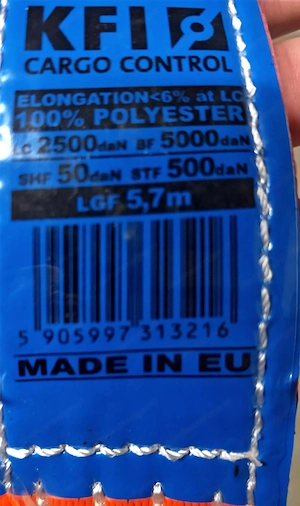 KFI
CARGO CONTROL
ELONGATION<6% at LC
100% POLYESTER
LC 2500daN BF 5000daN
SHF 50daN STF 500daN
LGF 5,7m
5 905997 313216
MADE IN EU